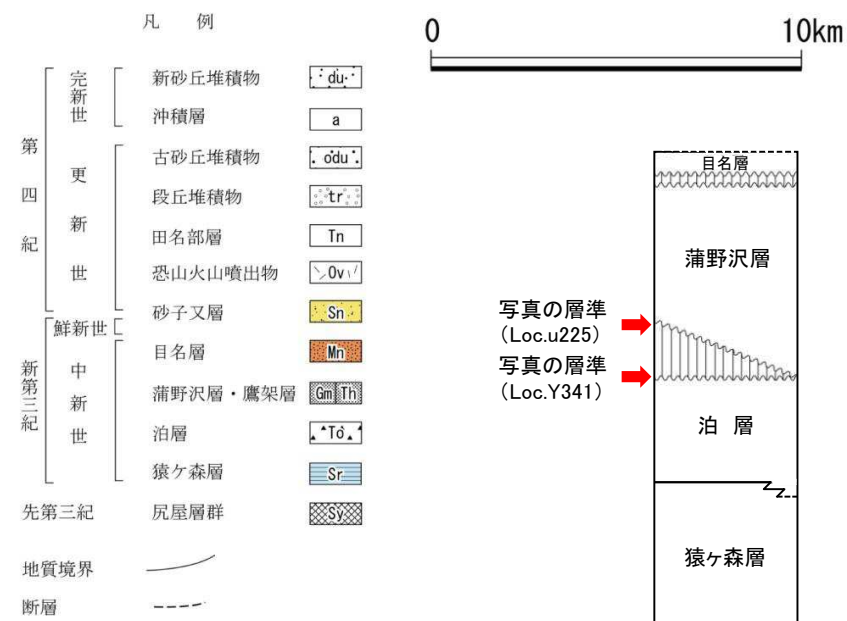 凡 例
第四紀
完新世
新砂丘堆積物 du
沖積層 a
更新世
古砂丘堆積物 odu
段丘堆積物 tr
田名部層 Tn
恐山火山噴出物 Ov
砂子又層 Sn
新第三紀
鮮新世
中新世
目名層 Mn
蒲野沢層・鷹架層 Gm Th
泊層 To
猿ケ森層 Sr
先第三紀 尻屋層群 Sy
地質境界
断層
0 10km
目名層
蒲野沢層
写真の層準
(Loc.u225)
写真の層準
(Loc.Y341)
泊 層
猿ヶ森層